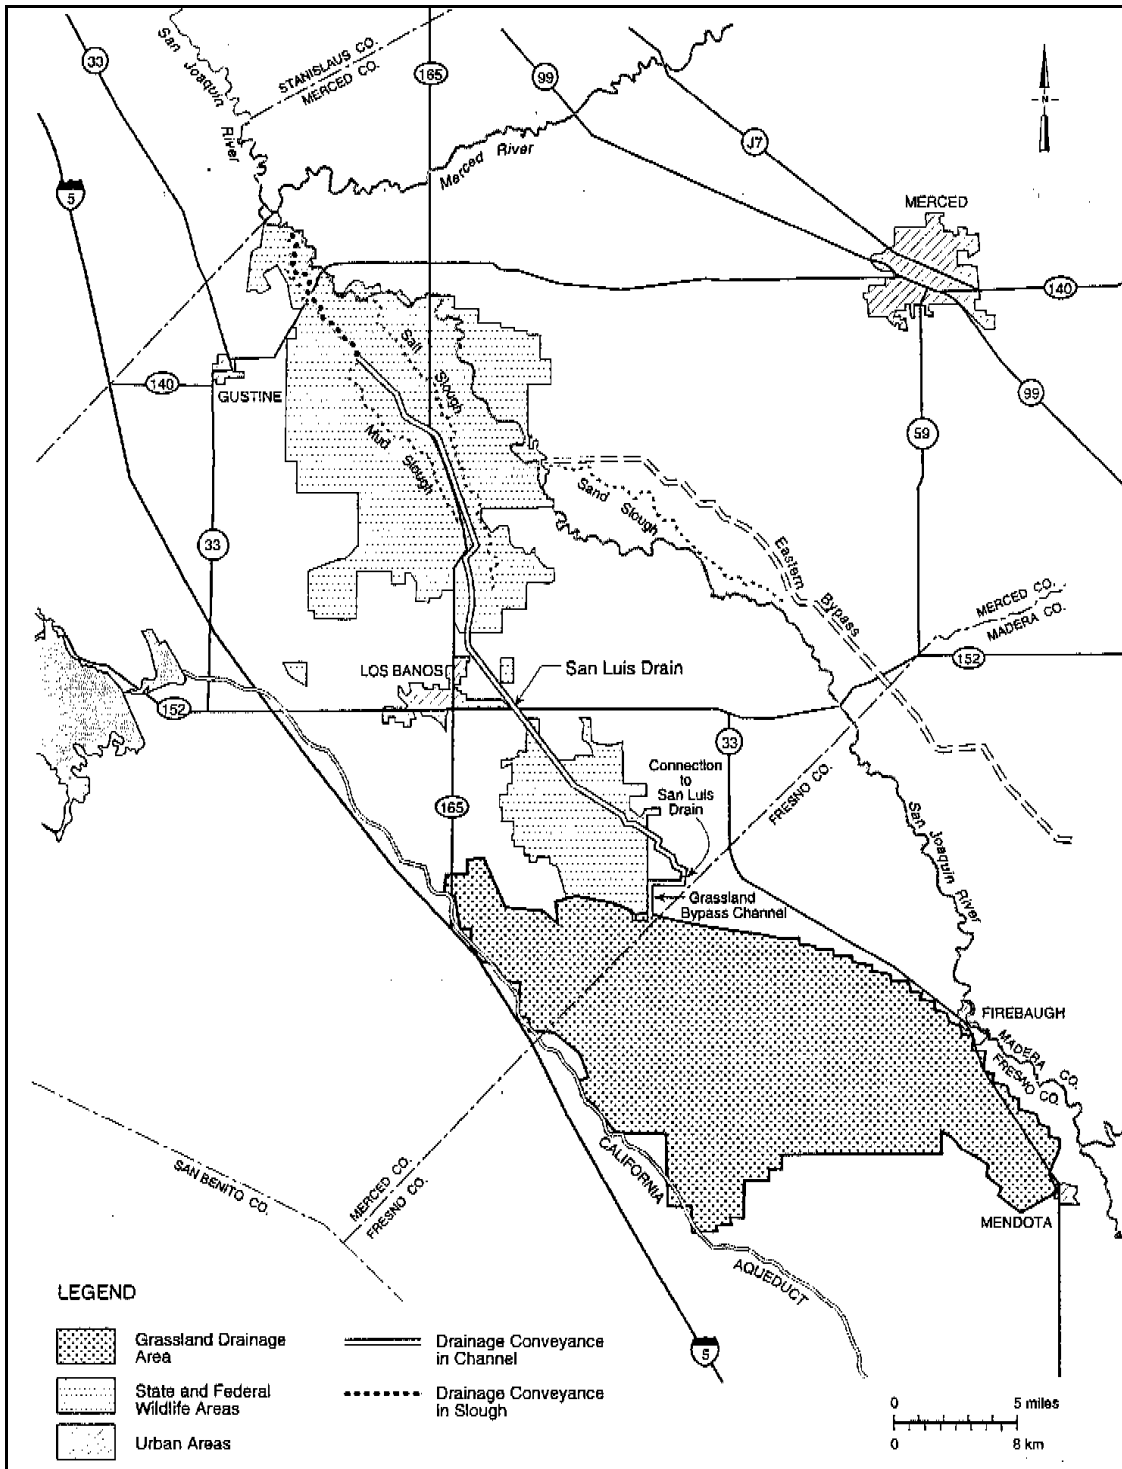 33
San Joaquin
River
STANISLAUS CO.
MERCED CO.
165
99
J7
N
5
Merced River
MERCED
140
Salt
Slough
140
GUSTINE
Mud
Slough
99
59
Sand
Slough
Eastern
Bypass
33
MERCED CO.
MADERA CO.
LOS BANOS
San Luis Drain
152
152
33
Connection
to
San Luis
Drain
FRESNO CO.
165
San Joaquin
River
Grassland
Bypass Channel
FIREBAUGH
MADERA CO.
FRESNO CO.
CALIFORNIA
SAN BENITO CO.
MERCED CO.
FRESNO CO.
MENDOTA
AQUEDUCT
LEGEND
Grassland Drainage
Area
Drainage Conveyance
in Channel
5
State and Federal
Wildlife Areas
Drainage Conveyance
in Slough
Urban Areas
0 5 miles
0 8 km